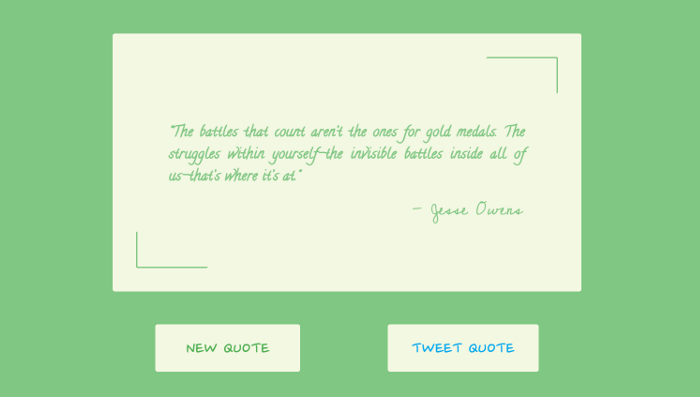 "The battles that count aren't the ones for gold medals. The
struggles within yourself—the invisible battles inside all of
us—that's where it's at."
— Jesse Owens
NEW QUOTE
TWEET QUOTE